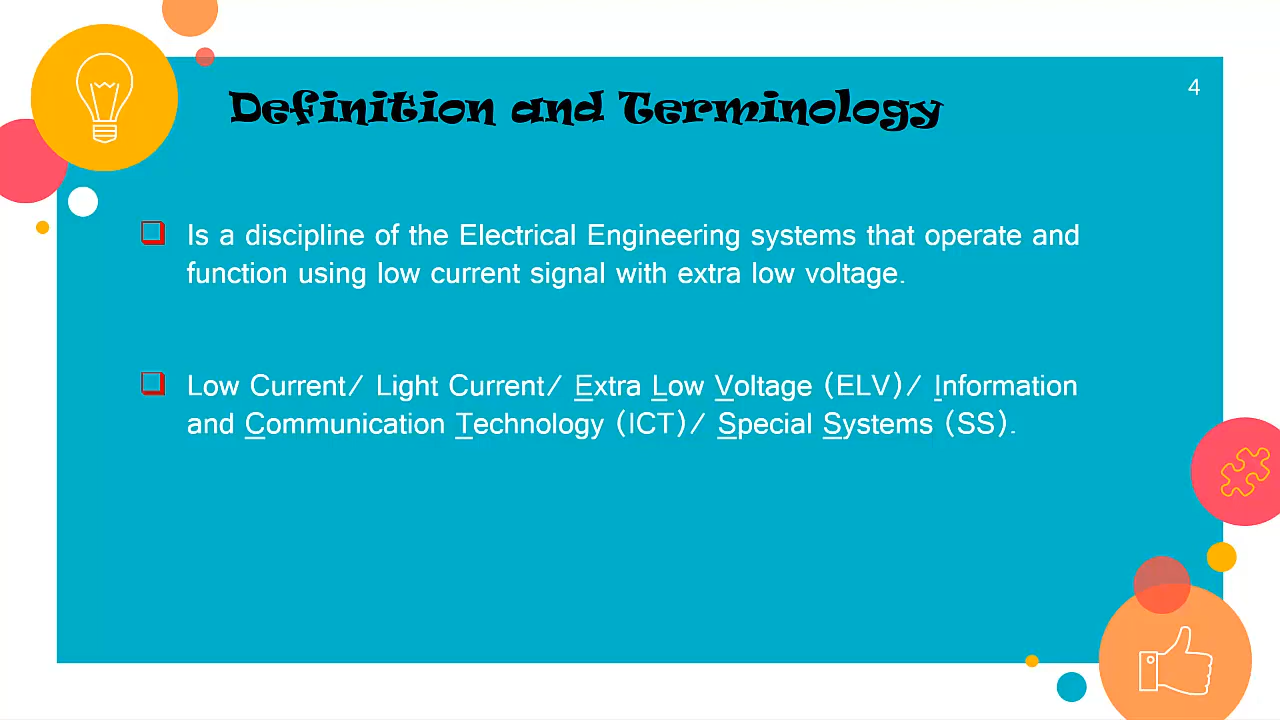 4
Definition and Terminology
Is a discipline of the Electrical Engineering systems that operate and
function using low current signal with extra low voltage.
Low Current/ Light Current/ Extra Low Voltage (ELV)/ Information
and Communication Technology (ICT)/ Special Systems (SS).